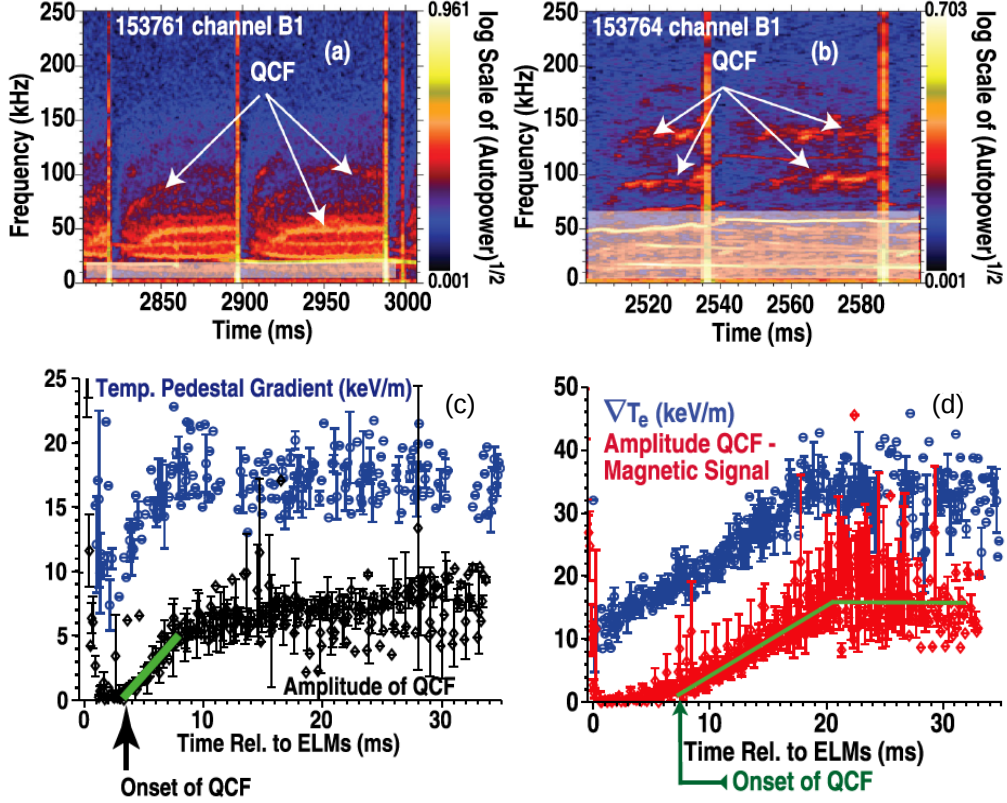 153761 channel B1
(a)
QCF
Frequency (kHz)
250
200
150
100
50
0
2850
2900
2950
3000
Time (ms)
0.961
0.001
log Scale of (Autopower)1/2
153764 channel B1
(b)
QCF
Frequency (kHz)
250
200
150
100
50
0
2520
2540
2560
2580
Time (ms)
0.703
0.001
log Scale of (Autopower)1/2
Temp. Pedestal Gradient (keV/m)
(c)
25
20
15
10
5
0
Amplitude of QCF
0
10
20
30
Time Rel. to ELMs (ms)
Onset of QCF
(d)
∇Te (keV/m)
Amplitude QCF -
Magnetic Signal
50
40
30
20
10
0
0
10
20
30
Time Rel. to ELMs (ms)
Onset of QCF